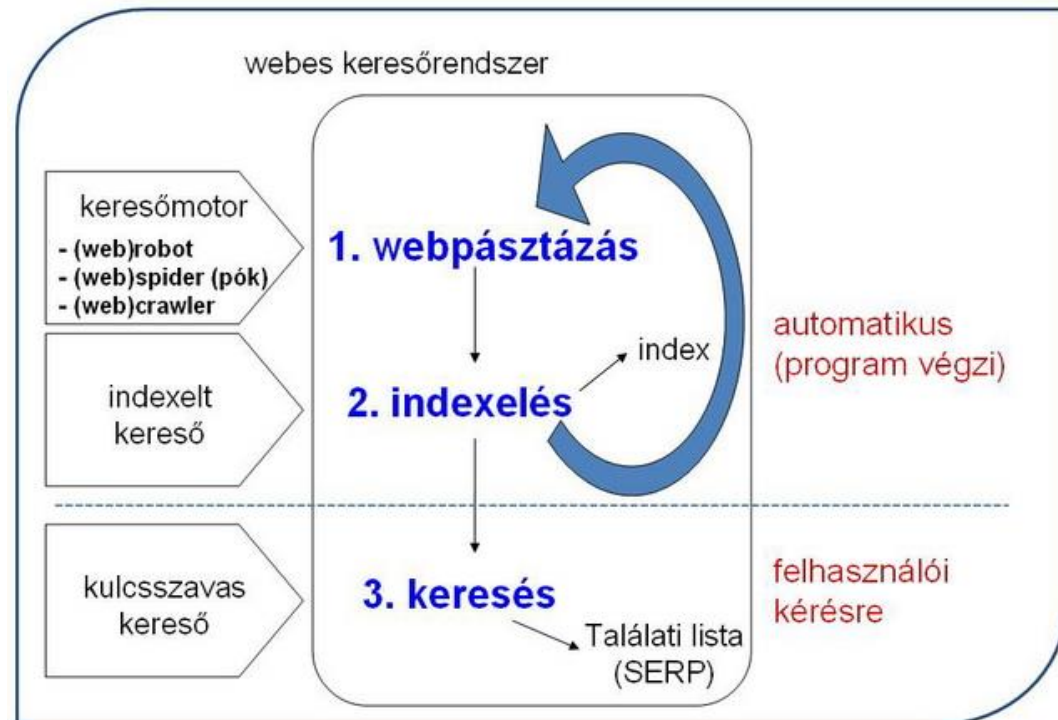 webes keresőrendszer
keresőmotor
- (web)robot
- (web)spider (pók)
- (web)crawler
1. webpásztázás
automatikus
(program végzi)
index
indexelt
kereső
2. indexelés
kulcsszavas
kereső
3. keresés
felhasználói
kérésre
Találati lista
(SERP)